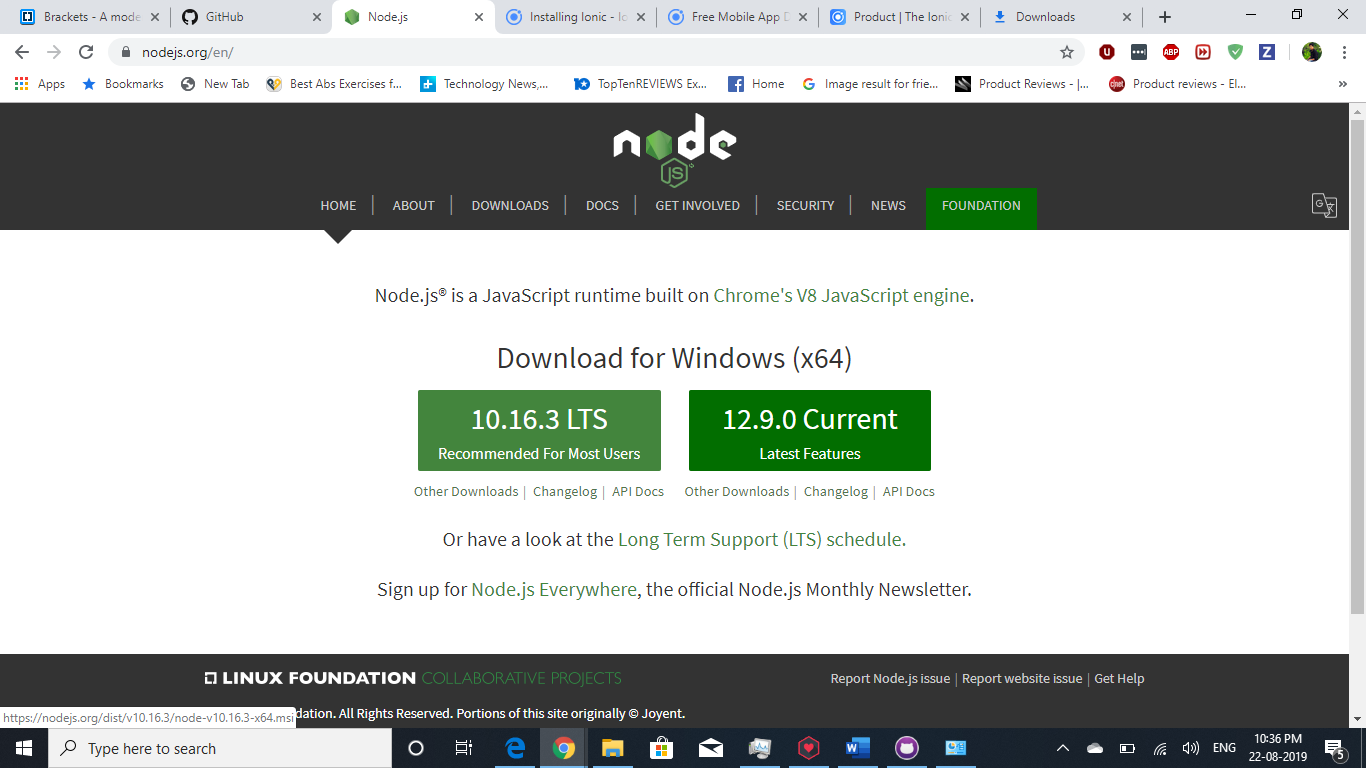 Brackets - A mode
GitHub
Node.js
Installing Ionic - Io
Free Mobile App D
Product | The Ionic
Downloads
nodejs.org/en/
Apps
Bookmarks
New Tab
Best Abs Exercises f...
Technology News,...
TopTenREVIEWS Ex...
Home
Image result for frie...
Product Reviews - |...
Product reviews - El...
node
JS
HOME
ABOUT
DOWNLOADS
DOCS
GET INVOLVED
SECURITY
NEWS
FOUNDATION
Node.js® is a JavaScript runtime built on Chrome's V8 JavaScript engine.
Download for Windows (x64)
10.16.3 LTS
Recommended For Most Users
12.9.0 Current
Latest Features
Other Downloads | Changelog | API Docs
Other Downloads | Changelog | API Docs
Or have a look at the Long Term Support (LTS) schedule.
Sign up for Node.js Everywhere, the official Node.js Monthly Newsletter.
LINUX FOUNDATION COLLABORATIVE PROJECTS
Report Node.js issue | Report website issue | Get Help
https://nodejs.org/dist/v10.16.3/node-v10.16.3-x64.msi
dation. All Rights Reserved. Portions of this site originally © Joyent.
Type here to search
ENG
10:36 PM
22-08-2019
5